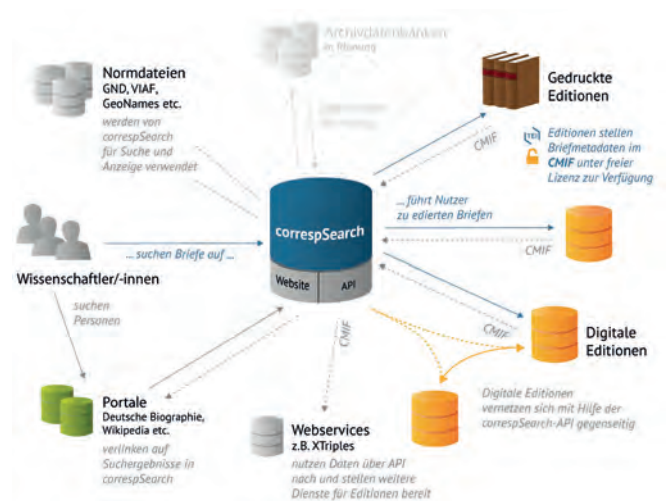 Archivdatenbanken
in Planung
Normdateien
GND, VIAF,
GeoNames etc.
werden von
correspSearch
für Suche und
Anzeige verwendet
Gedruckte
Editionen
CMIF
TEI
Editionen stellen
Briefmetadaten im
CMIF unter freier
Lizenz zur Verfügung
Wissenschaftler/-innen
... suchen Briefe auf ...
correspSearch
Website
API
... führt Nutzer
zu edierten Briefen
CMIF
suchen
Personen
CMIF
Digitale
Editionen
CMIF
Portale
Deutsche Biographie,
Wikipedia etc.
verlinken auf
Suchergebnisse in
correspSearch
Webservices
z.B. XTriples
nutzen Daten über API
nach und stellen weitere
Dienste für Editionen bereit
Digitale Editionen
vernetzen sich mit Hilfe der
correspSearch-API gegenseitig